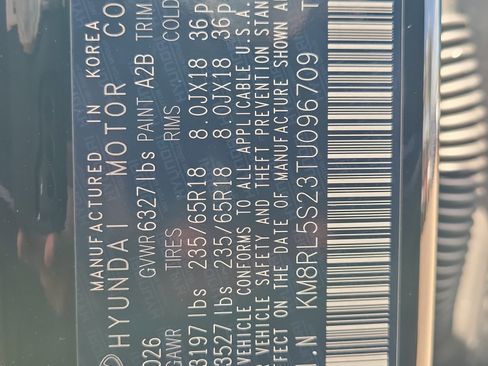 MANUFACTURED IN KOREA
HYUNDAI MOTOR CO
026 GVWR 6327 lbs PAINT A2B TRIM
GAWR TIRES RIMS COLD
3197 lbs 235/65R18 8.0JX18 36p
3527 lbs 235/65R18 8.0JX18 36p
VEHICLE CONFORMS TO ALL APPLICABLE U.S.A.
VEHICLE SAFETY AND THEFT PREVENTION STAN
EFFECT ON THE DATE OF MANUFACTURE SHOWN A
I.N KM8RL5S23TU096709 T